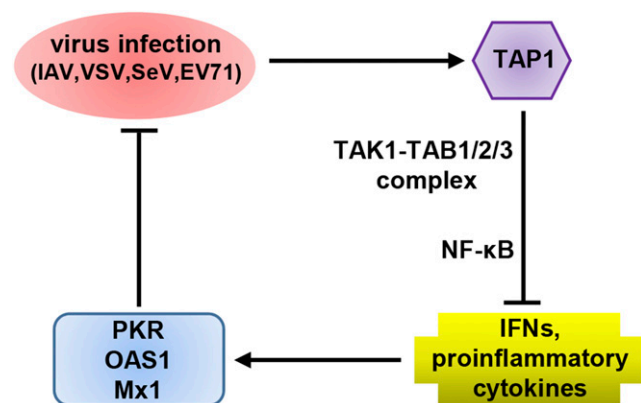 virus infection
(IAV,VSV,SeV,EV71)
TAP1
TAK1-TAB1/2/3
complex
NF-κB
PKR
OAS1
Mx1
IFNs,
proinflammatory
cytokines